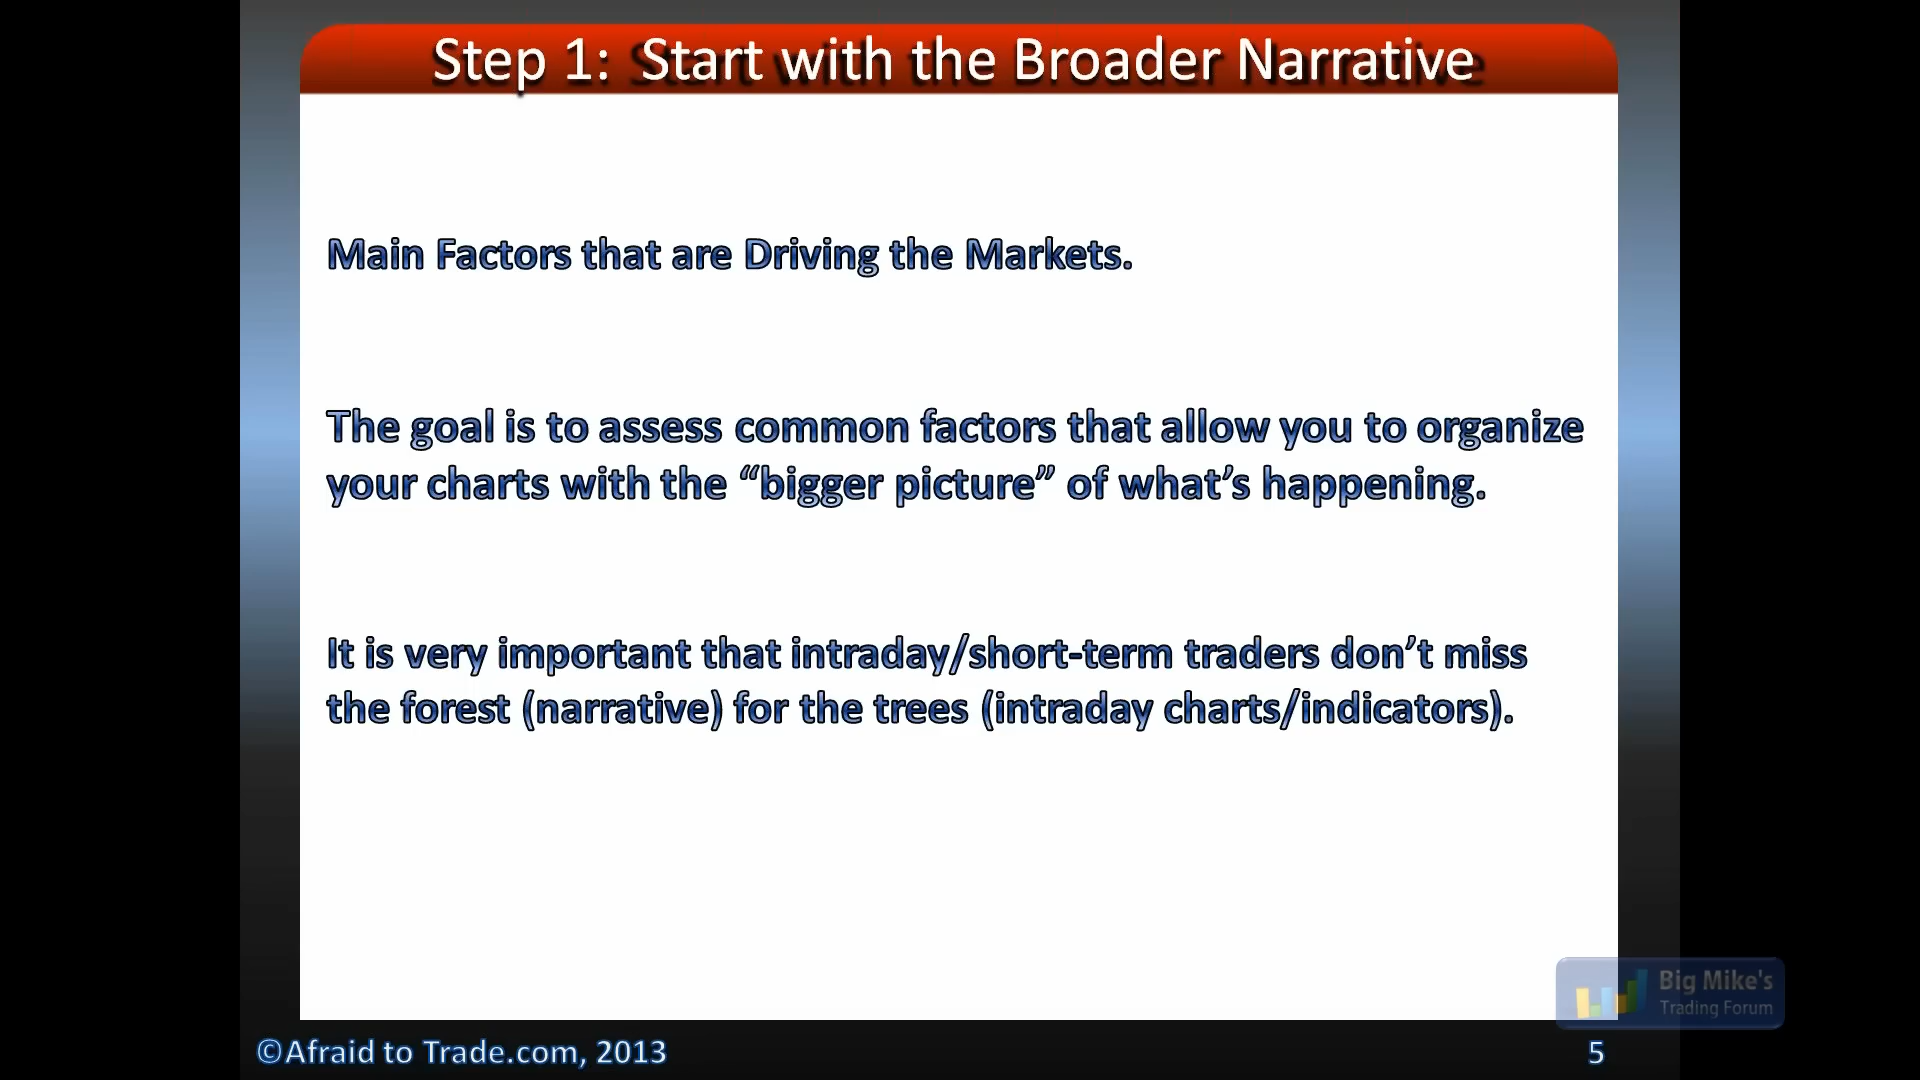 Step 1:  Start with the Broader Narrative
Main Factors that are Driving the Markets.
The goal is to assess common factors that allow you to organize
your charts with the “bigger picture” of what’s happening.
It is very important that intraday/short-term traders don’t miss
the forest (narrative) for the trees (intraday charts/indicators).
Big Mike's
Trading Forum
©Afraid to Trade.com, 2013
5